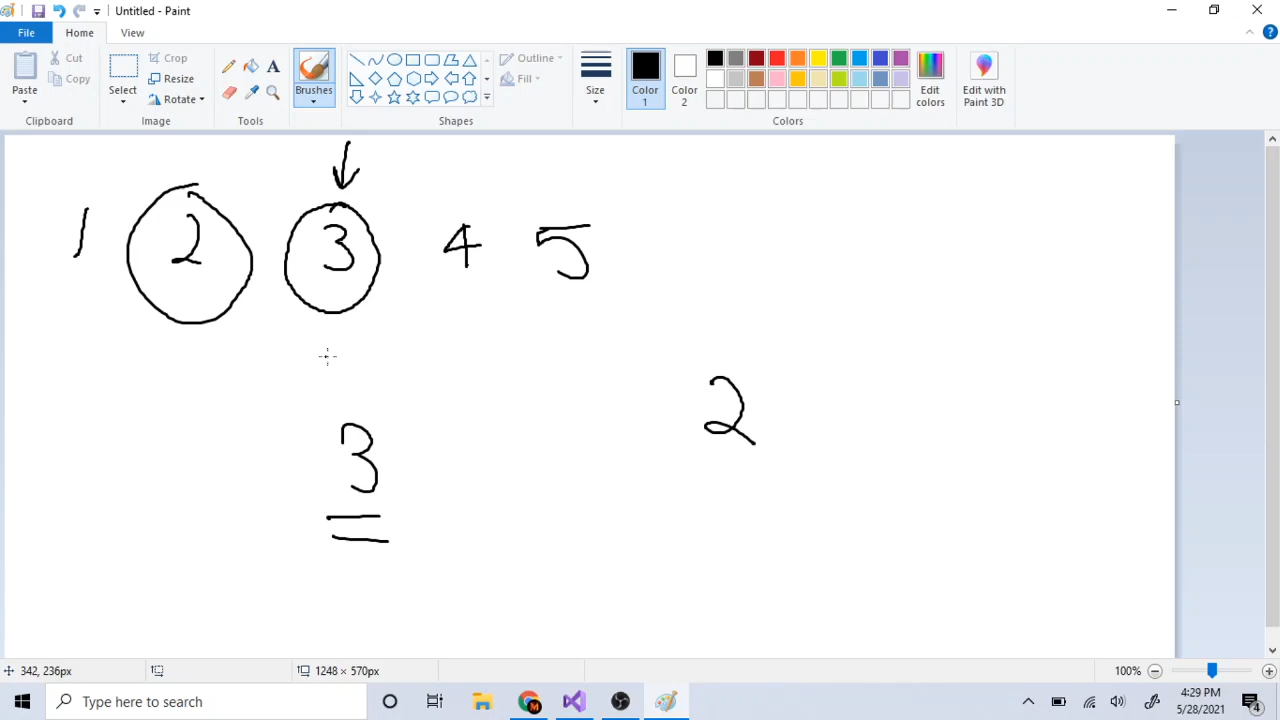 Untitled - Paint
File Home View
Paste
Cut
Copy
Clipboard
Select
Crop
Resize
Rotate
Image
A
Tools
Brushes
Outline
Fill
Shapes
Size
Color 1
Color 2
Edit colors
Colors
Edit with Paint 3D
1 2 3 4 5
2
3
342, 236px
1248 × 570px
100%
Type here to search
M
4:29 PM
5/28/2021
4